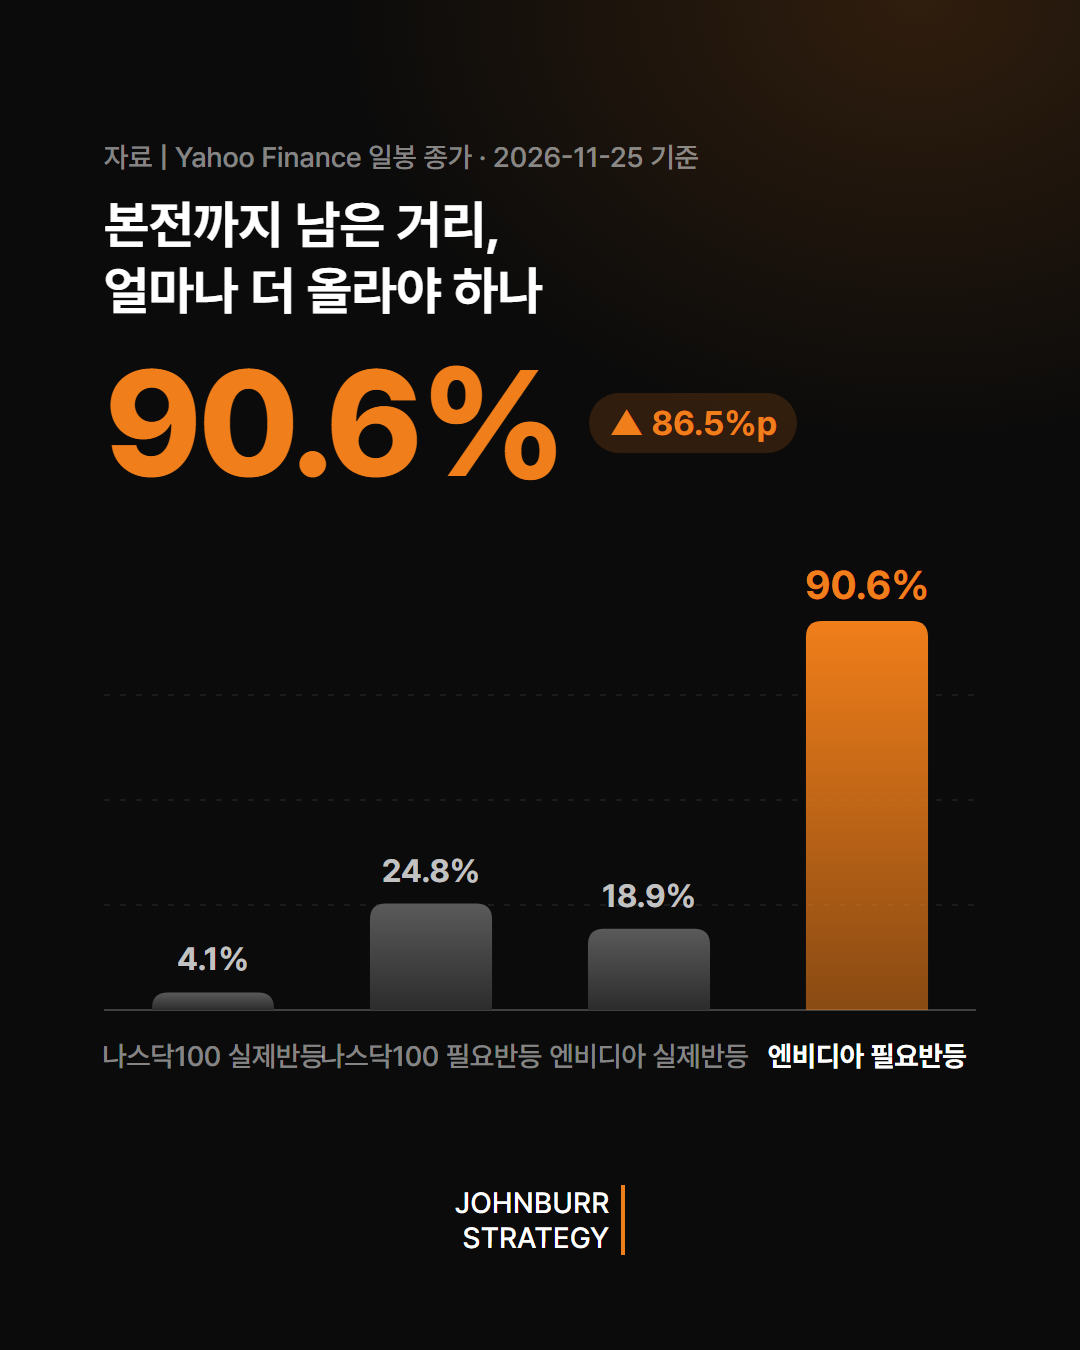 자료 | Yahoo Finance 일봉 종가 · 2026-11-25 기준
본전까지 남은 거리,
얼마나 더 올라야 하나
90.6%
▲ 86.5%p
4.1%
24.8%
18.9%
90.6%
나스닥100 실제반등
나스닥100 필요반등
엔비디아 실제반등
엔비디아 필요반등
JOHNBURR
STRATEGY